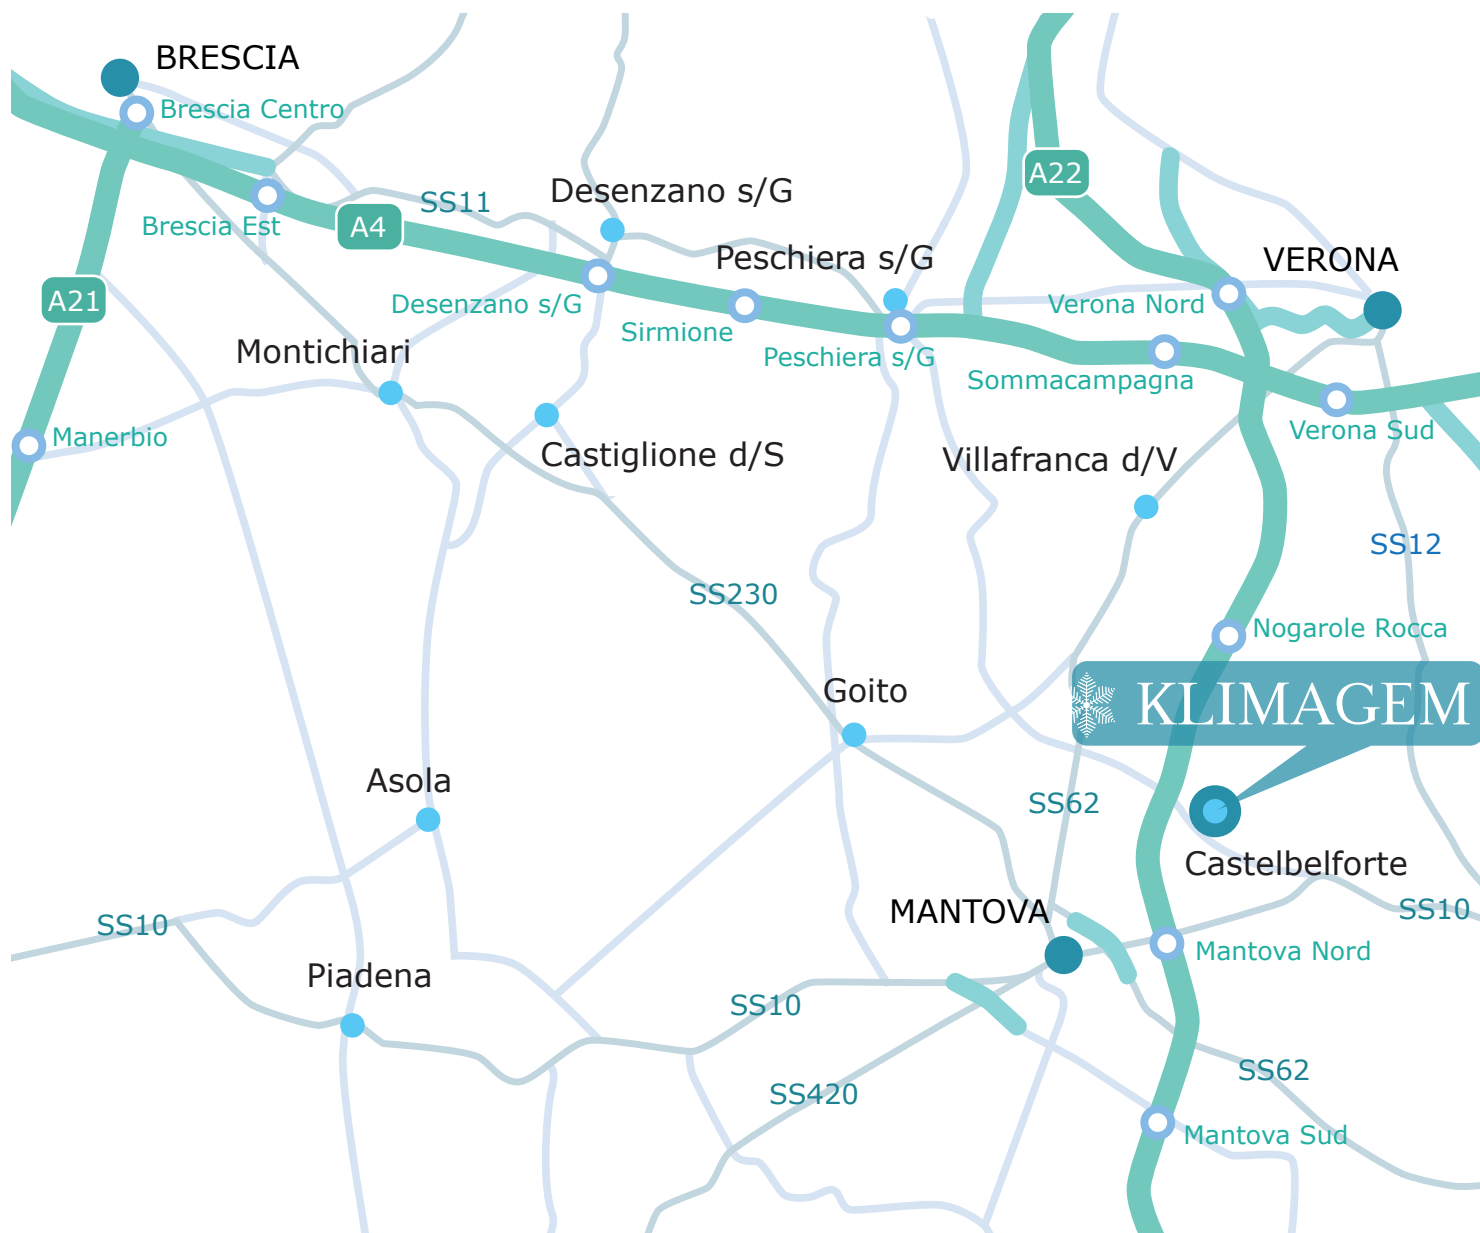 BRESCIA
Brescia Centro
A22
Desenzano s/G
SS11
Brescia Est
A4
Peschiera s/G
VERONA
A21
Desenzano s/G
Verona Nord
Sirmione
Montichiari
Peschiera s/G
Sommacampagna
Manerbio
Verona Sud
Castiglione d/S
Villafranca d/V
SS12
SS230
Nogarole Rocca
Goito
KLIMAGEM
Asola
SS62
Castelbelforte
MANTOVA
SS10
SS10
Mantova Nord
Piadena
SS10
SS62
SS420
Mantova Sud